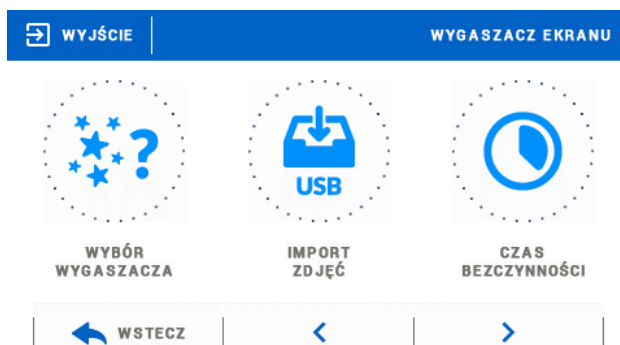 WYJŚCIE
WYGASZACZ EKRANU
?
USB
WYBÓR
WYGASZACZA
IMPORT
ZDJĘĆ
CZAS
BEZCZYNNOŚCI
WSTECZ